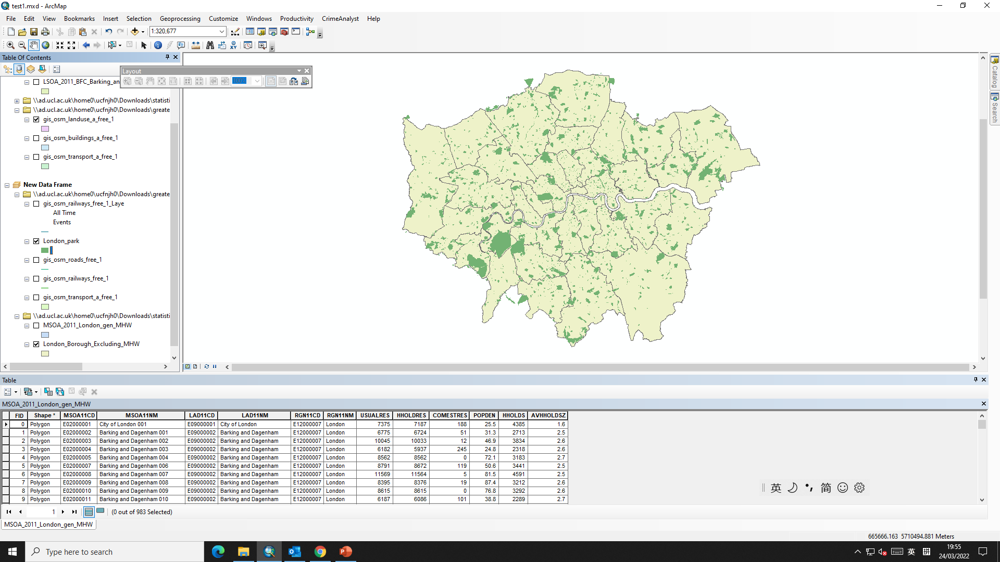 test1.mxd - ArcMap
File Edit View Bookmarks Insert Selection Geoprocessing Customize Windows Productivity CrimeAnalyst Help
1:320,677
Table Of Contents
Layout
100%
LSOA_2011_BFC_Barking_an
\\ad.ucl.ac.uk\home0\ucfnjh0\Downloads\statisti
\\ad.ucl.ac.uk\home0\ucfnjh0\Downloads\greate
gis_osm_landuse_a_free_1
gis_osm_buildings_a_free_1
gis_osm_transport_a_free_1
New Data Frame
\\ad.ucl.ac.uk\home0\ucfnjh0\Downloads\greate
gis_osm_railways_free_1_Laye
All Time
Events
London_park
gis_osm_roads_free_1
gis_osm_railways_free_1
gis_osm_transport_a_free_1
\\ad.ucl.ac.uk\home0\ucfnjh0\Downloads\statisti
MSOA_2011_London_gen_MHW
London_Borough_Excluding_MHW
Catalog
Search
Table
MSOA_2011_London_gen_MHW
FID Shape * MSOA11CD MSOA11NM LAD11CD LAD11NM RGN11CD RGN11NM USUALRES HHOLDRES COMESTRES POPDEN HHOLDS AVHHOLDSZ
0 Polygon E02000001 City of London 001 E09000001 City of London E12000007 London 7375 7187 188 25.5 4385 1.6
1 Polygon E02000002 Barking and Dagenham 001 E09000002 Barking and Dagenham E12000007 London 6775 6724 51 31.3 2713 2.5
2 Polygon E02000003 Barking and Dagenham 002 E09000002 Barking and Dagenham E12000007 London 10045 10033 12 46.9 3834 2.6
3 Polygon E02000004 Barking and Dagenham 003 E09000002 Barking and Dagenham E12000007 London 6182 5937 245 24.8 2318 2.6
4 Polygon E02000005 Barking and Dagenham 004 E09000002 Barking and Dagenham E12000007 London 8562 8562 0 72.1 3183 2.7
5 Polygon E02000007 Barking and Dagenham 006 E09000002 Barking and Dagenham E12000007 London 8791 8672 119 50.6 3441 2.5
6 Polygon E02000008 Barking and Dagenham 007 E09000002 Barking and Dagenham E12000007 London 11569 11564 5 81.5 4591 2.5
7 Polygon E02000009 Barking and Dagenham 008 E09000002 Barking and Dagenham E12000007 London 8395 8376 19 87.4 3212 2.6
8 Polygon E02000010 Barking and Dagenham 009 E09000002 Barking and Dagenham E12000007 London 8615 8615 0 76.8 3292 2.6
9 Polygon E02000011 Barking and Dagenham 010 E09000002 Barking and Dagenham E12000007 London 6187 6086 101 38.8 2289 2.7
英 简
1 (0 out of 983 Selected)
MSOA_2011_London_gen_MHW
665666.163 5710494.881 Meters
Type here to search
英 拼 19:55
24/03/2022